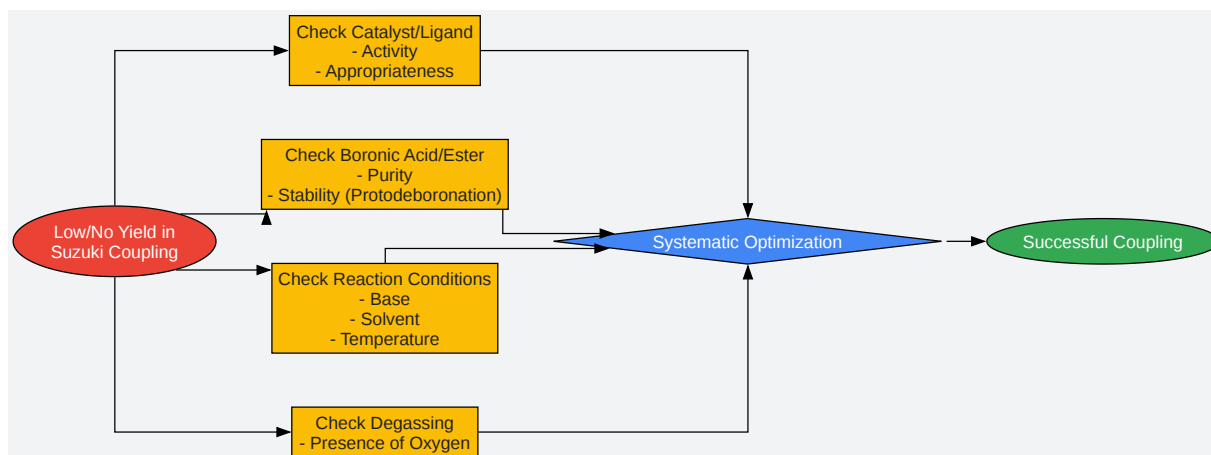 Check Catalyst/Ligand
- Activity
- Appropriateness
Check Boronic Acid/Ester
- Purity
- Stability (Protodeboronation)
Low/No Yield in
Suzuki Coupling
Systematic Optimization
Successful Coupling
Check Reaction Conditions
- Base
- Solvent
- Temperature
Check Degassing
- Presence of Oxygen